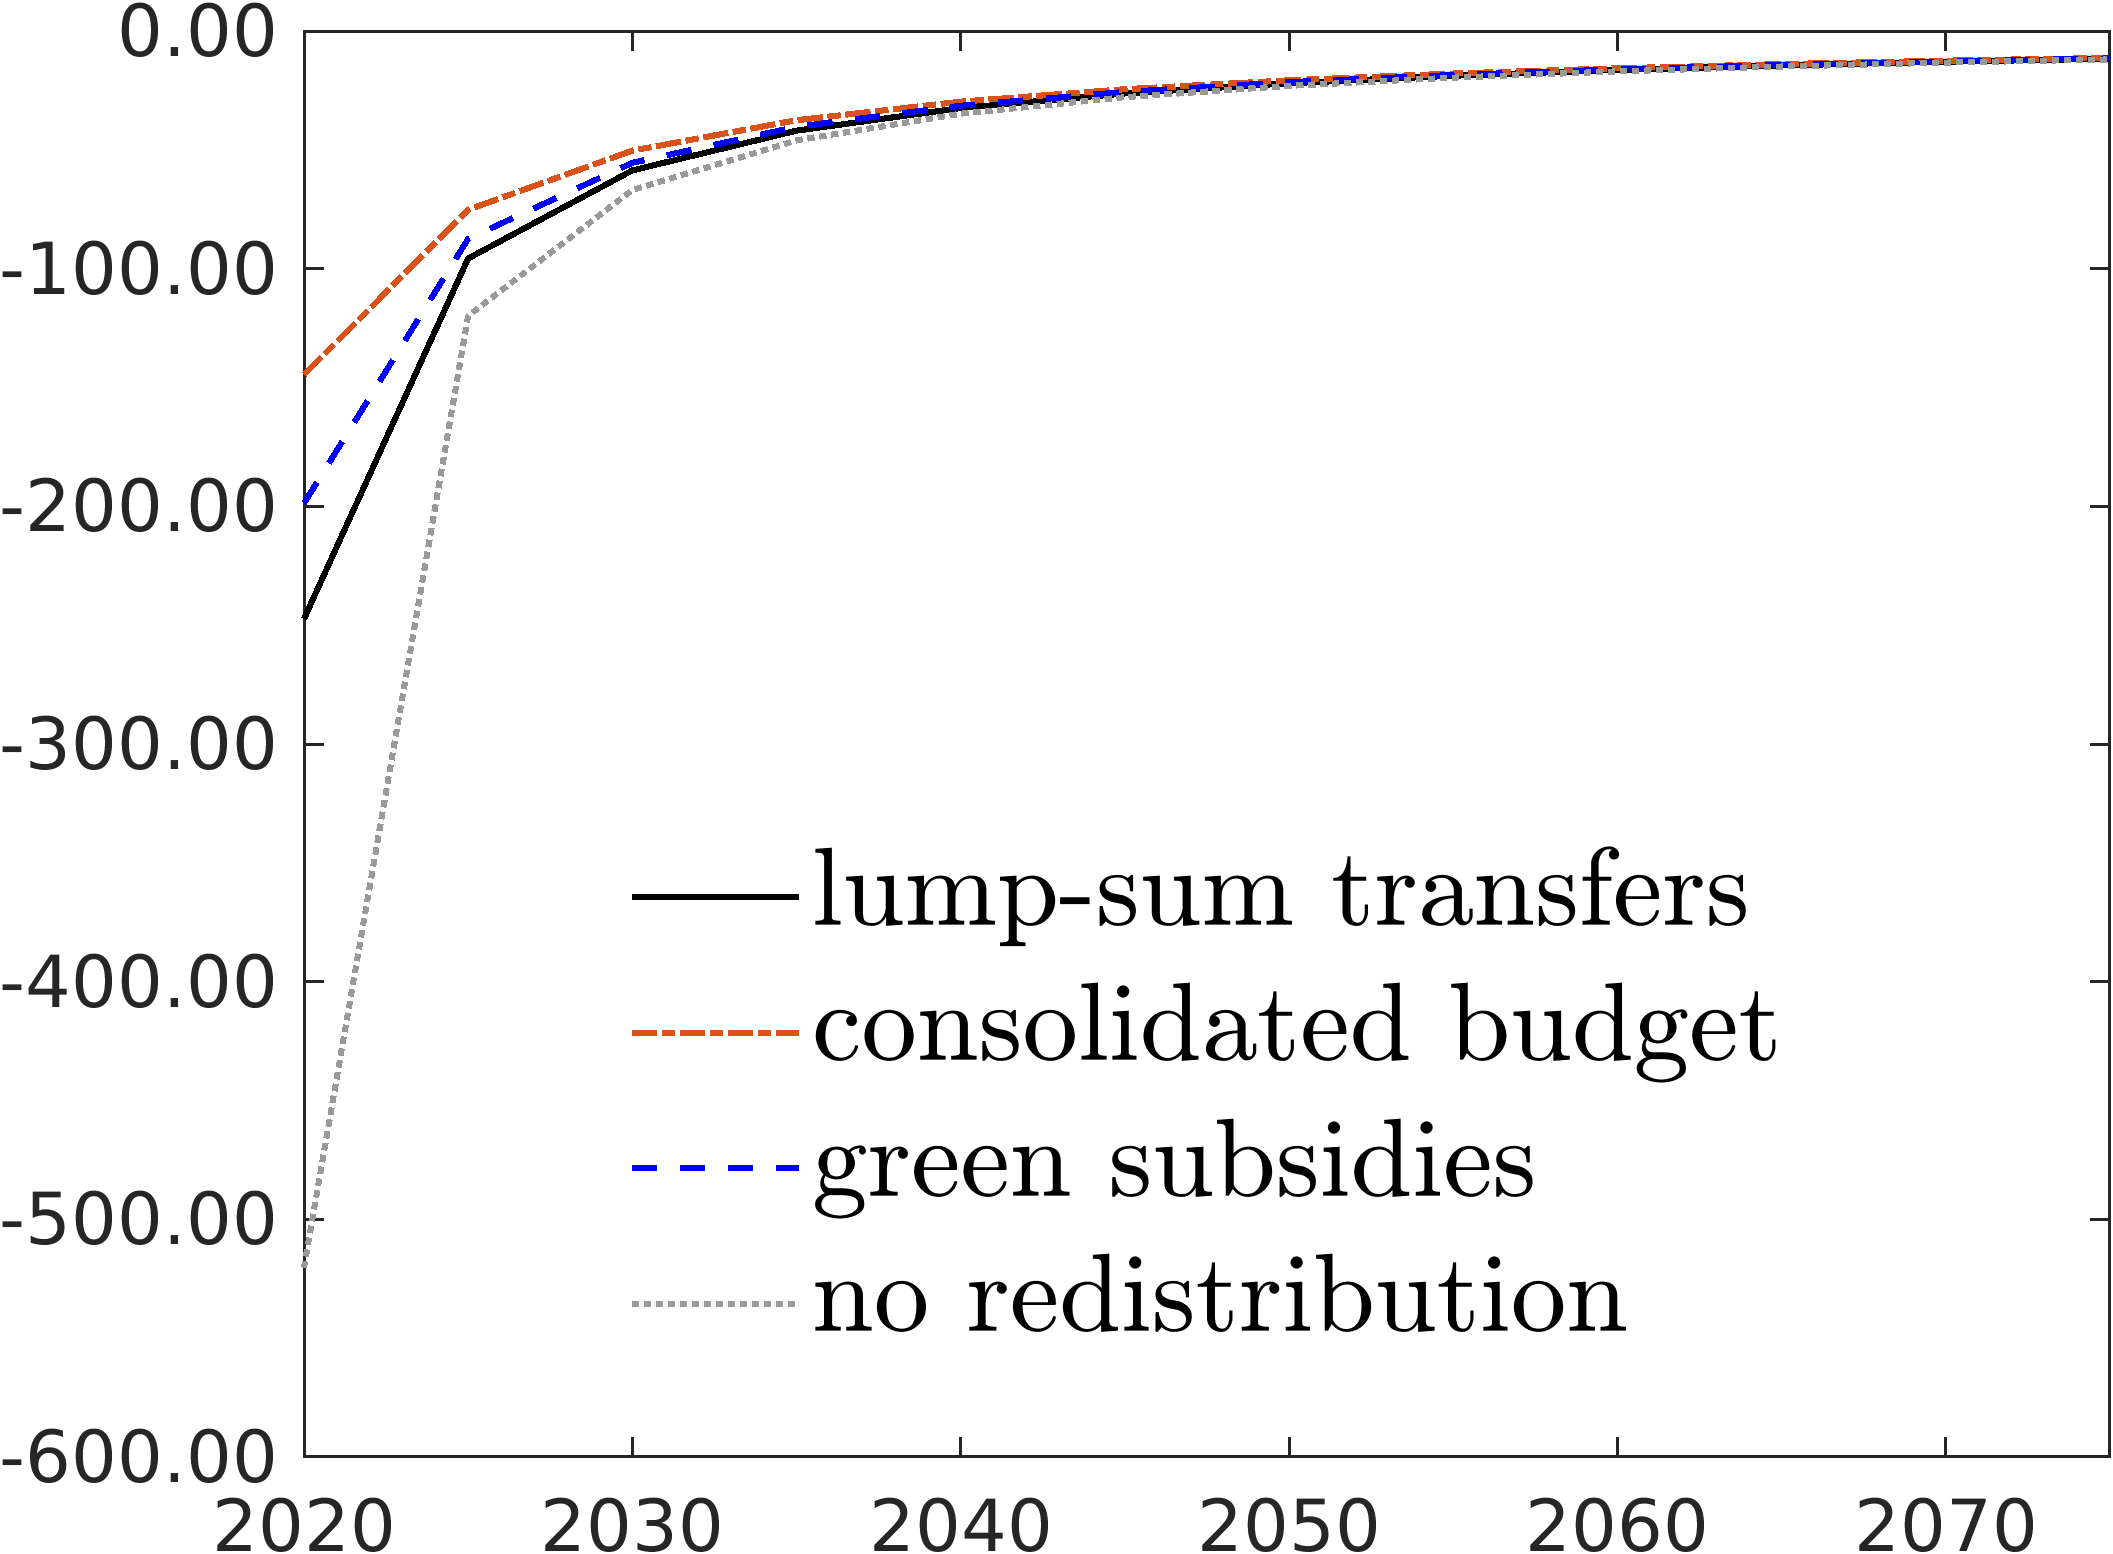 0.00
-100.00
-200.00
-300.00
-400.00
-500.00
-600.00
lump-sum transfers
consolidated budget
green subsidies
no redistribution
2020 2030 2040 2050 2060 2070